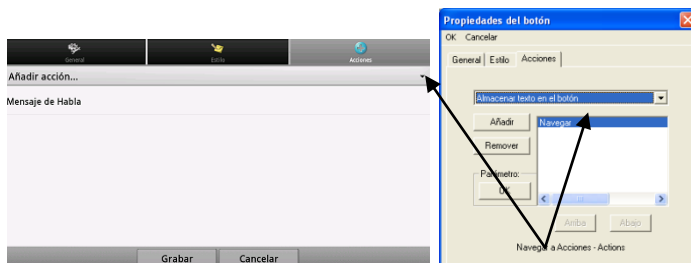 General
Estilo
Acciones
Añadir acción...
Mensaje de Habla
Grabar
Cancelar
Propiedades del botón
OK Cancelar
General Estilo Acciones
Almacenar texto en el botón
Añadir
Navegar
Remover
Parámetro:
OK
Arriba
Abajo
Navegar a Acciones - Actions